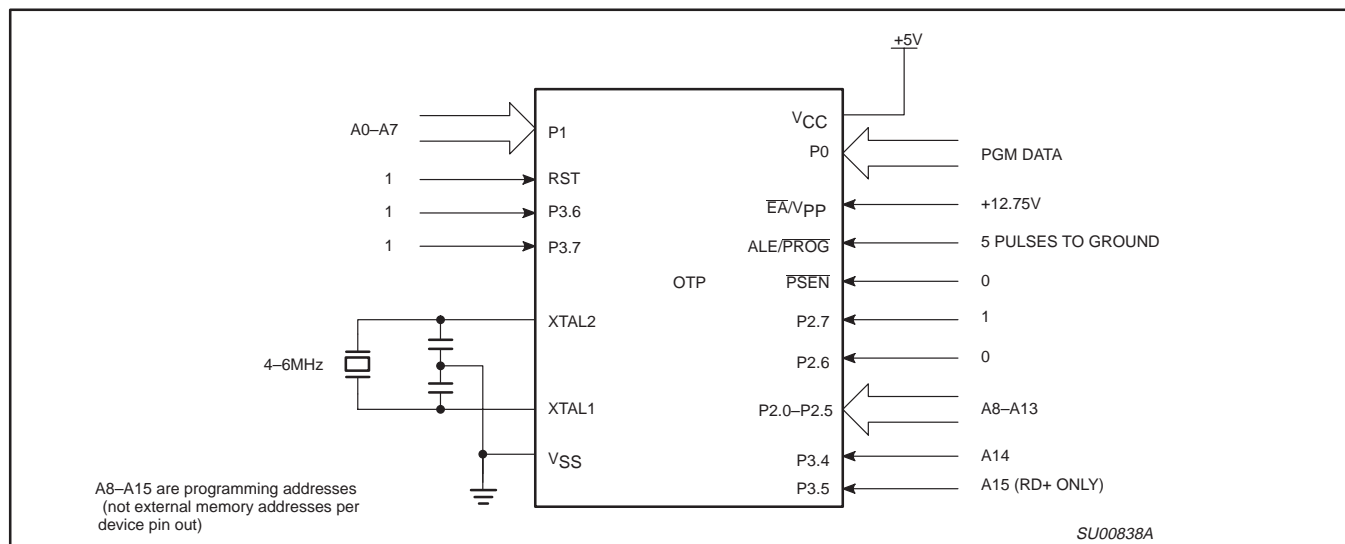 +5V
A0–A7
P1
VCC
P0
PGM DATA
1
RST
1
P3.6
EA/VPP
+12.75V
1
P3.7
ALE/PROG
5 PULSES TO GROUND
OTP
PSEN
0
XTAL2
P2.7
1
4–6MHz
P2.6
0
XTAL1
P2.0–P2.5
A8–A13
VSS
P3.4
A14
P3.5
A15 (RD+ ONLY)
A8–A15 are programming addresses
(not external memory addresses per
device pin out)
SU00838A